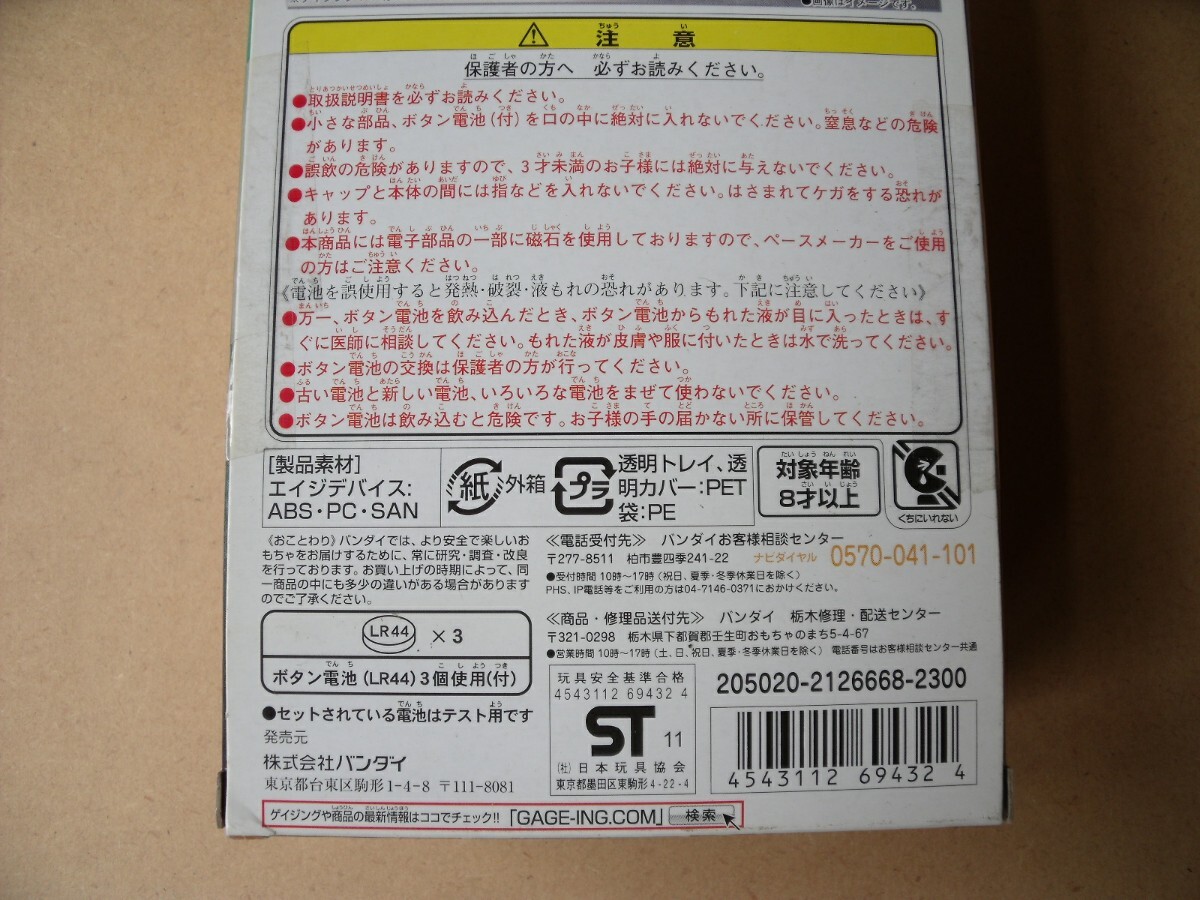 ●画像はイメージです。
注意
保護者の方へ 必ずお読みください。
●取扱説明書を必ずお読みください。
●小さな部品、ボタン電池(付)を口の中に絶対に入れないでください。窒息などの危険
があります。
●誤飲の危険がありますので、3才未満のお子様には絶対に与えないでください。
●キャップと本体の間には指などを入れないでください。はさまれてケガをする恐れが
あります。
●本商品には電子部品の一部に磁石を使用しておりますので、ペースメーカーをご使用
の方はご注意ください。
《電池を誤使用すると発熱・破裂・液もれの恐れがあります。下記に注意してください》
●万一、ボタン電池を飲み込んだとき、ボタン電池からもれた液が目に入ったときは、す
ぐに医師に相談してください。もれた液が皮膚や服に付いたときは水で洗ってください。
●ボタン電池の交換は保護者の方が行ってください。
●古い電池と新しい電池、いろいろな電池をまぜて使わないでください。
●ボタン電池は飲み込むと危険です。お子様の手の届かない所に保管してください。
[製品素材]
エイジデバイス:
ABS・PC・SAN
紙 外箱
プラ
透明トレイ、透
明カバー:PET
袋:PE
対象年齢
8才以上
くちにいれない
《おことわり》バンダイでは、より安全で楽しいお
もちゃをお届けするために、常に研究・調査・改良
を行っております。お買い上げの時期によって、同
一商品の中にも多少の違いがある場合があります
のでご了承ください。
≪電話受付先≫ バンダイお客様相談センター
〒277-8511 柏市豊四季241-22 ナビダイヤル 0570-041-101
●受付時間 10時〜17時(祝日、夏季・冬季休業日を除く)
PHS、IP電話等をご利用の方は04-7146-0371におかけください。
≪商品・修理品送付先≫ バンダイ 栃木修理・配送センター
〒321-0298 栃木県下都賀郡壬生町おもちゃのまち5-4-67
●営業時間 10時〜17時(土、日、祝日、夏季・冬季休業日を除く) 電話番号はお客様相談センター共通
LR44 ×3
ボタン電池(LR44)3個使用(付)
●セットされている電池はテスト用です
発売元
株式会社バンダイ
東京都台東区駒形1-4-8 〒111-8081
玩具安全基準合格
4543112 69432 4
ST 11
(社)日本玩具協会
東京都墨田区東駒形4-22-4
205020-2126668-2300
4543112 694324
ゲイジングや商品の最新情報はココでチェック!! 「GAGE-ING.COM」 検索